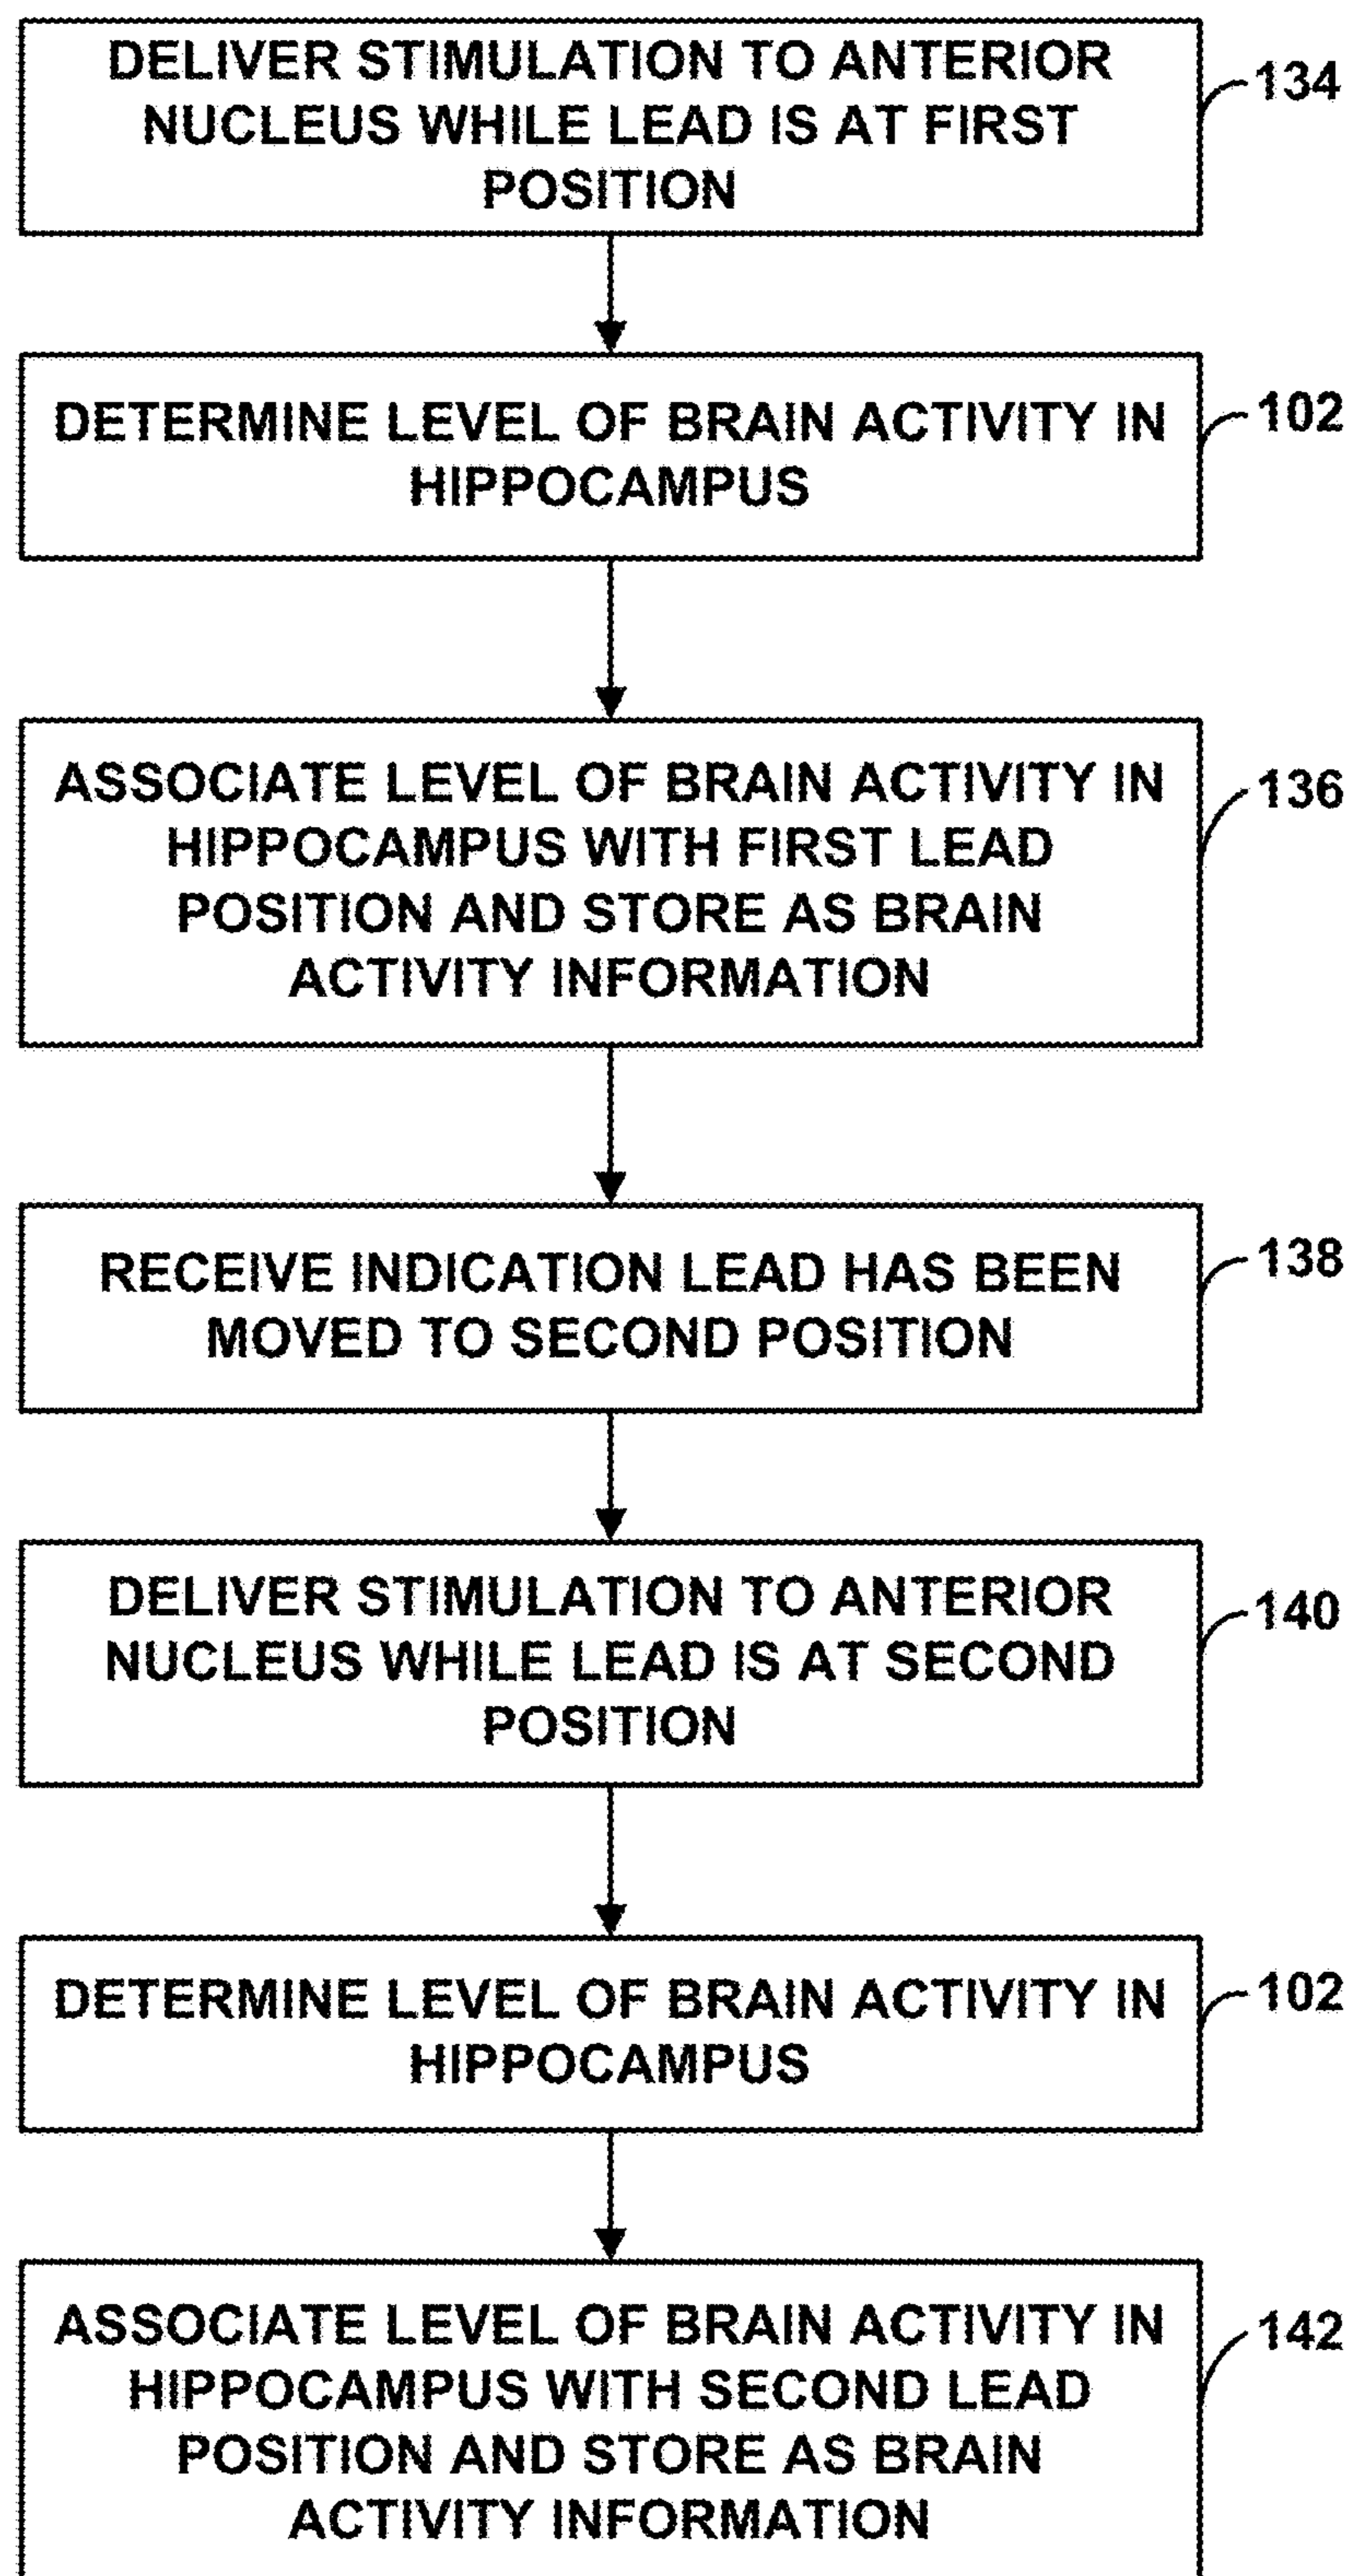 DELIVER STIMULATION TO ANTERIOR
NUCLEUS WHILE LEAD IS AT FIRST
POSITION
134
DETERMINE LEVEL OF BRAIN ACTIVITY IN
HIPPOCAMPUS
102
ASSOCIATE LEVEL OF BRAIN ACTIVITY IN
HIPPOCAMPUS WITH FIRST LEAD
POSITION AND STORE AS BRAIN
ACTIVITY INFORMATION
136
RECEIVE INDICATION LEAD HAS BEEN
MOVED TO SECOND POSITION
138
DELIVER STIMULATION TO ANTERIOR
NUCLEUS WHILE LEAD IS AT SECOND
POSITION
140
DETERMINE LEVEL OF BRAIN ACTIVITY IN
HIPPOCAMPUS
102
ASSOCIATE LEVEL OF BRAIN ACTIVITY IN
HIPPOCAMPUS WITH SECOND LEAD
POSITION AND STORE AS BRAIN
ACTIVITY INFORMATION
142